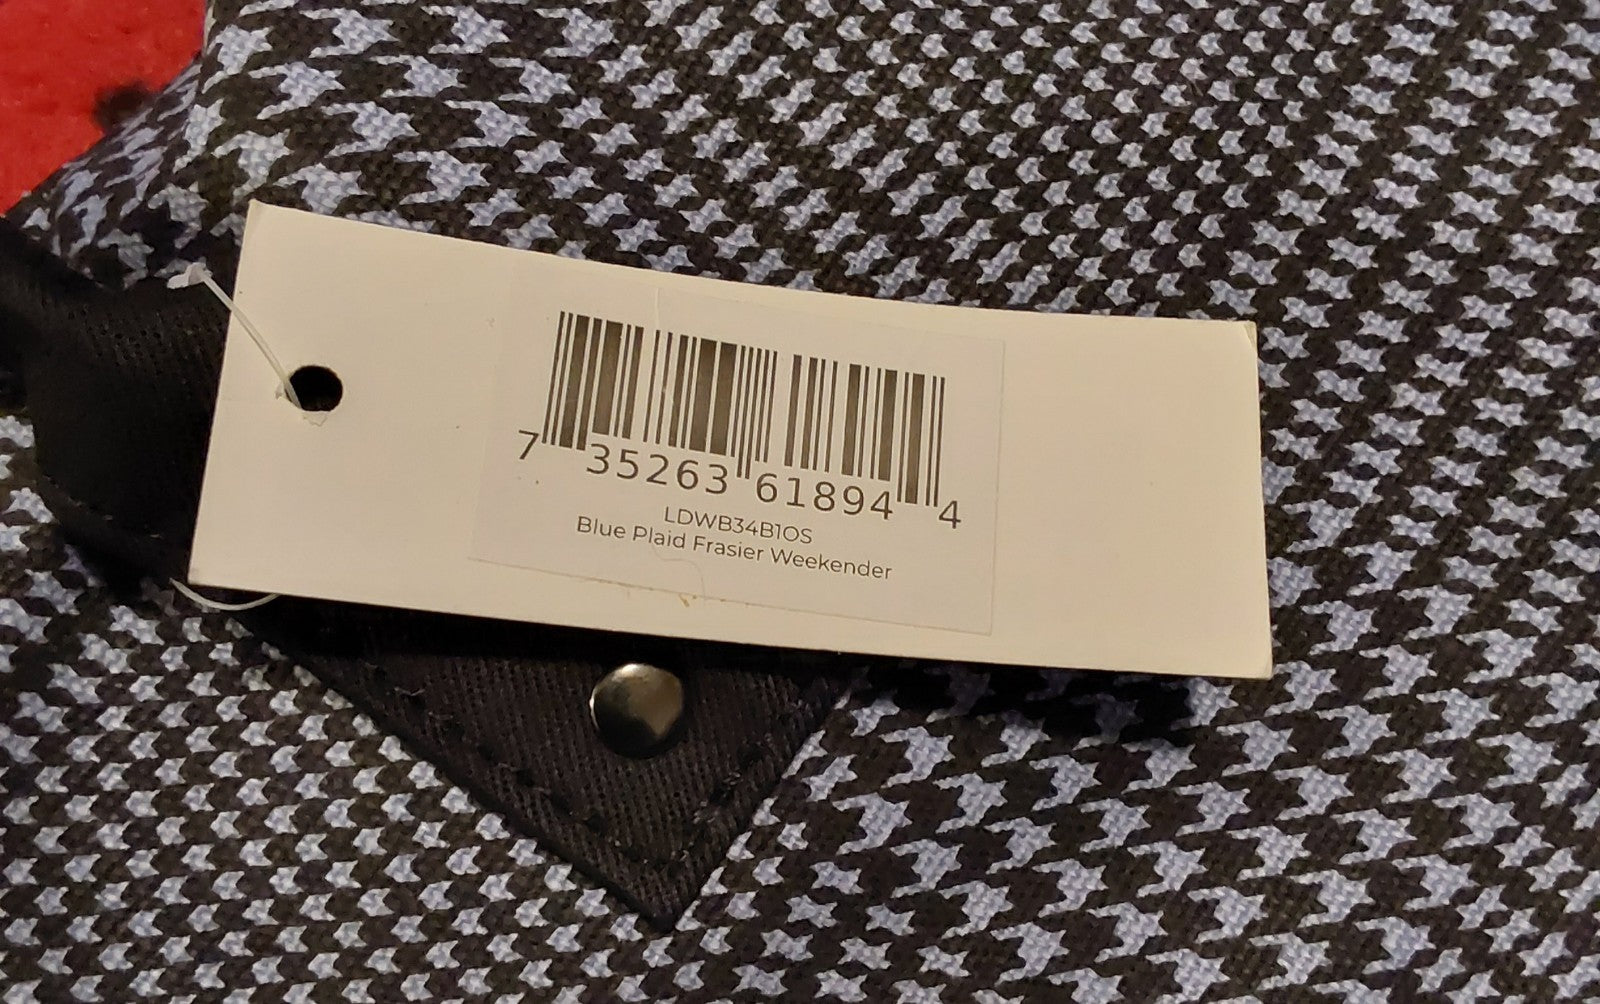 7 35263 61894 4
LDWB34B1OS
Blue Plaid Frasier Weekender